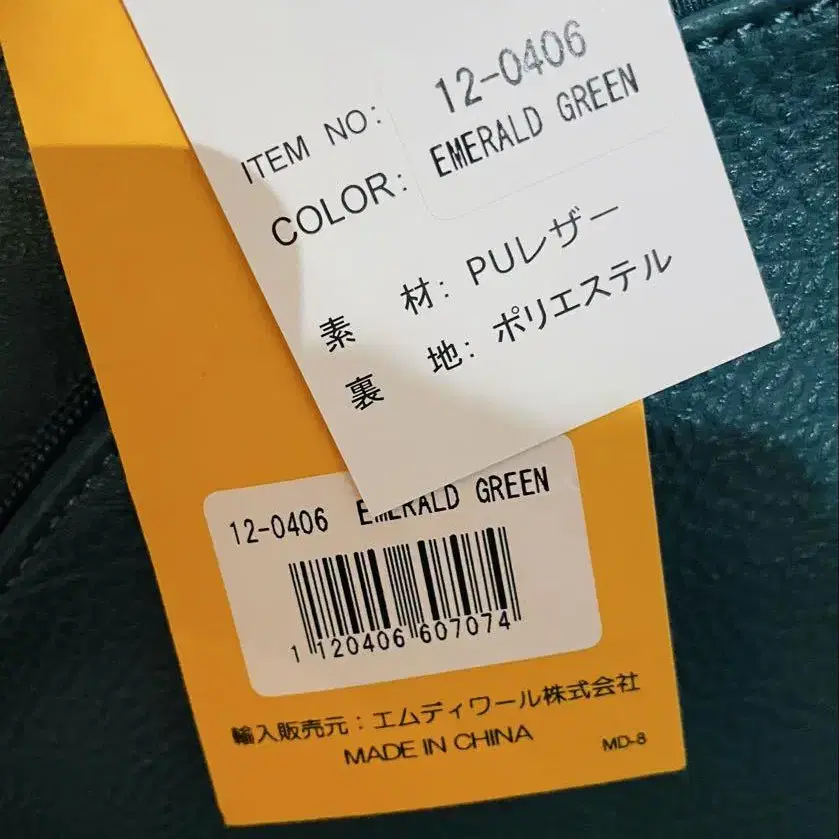 ITEM NO: 12-0406
COLOR: EMERALD GREEN
素 材: PUレザー
裏 地: ポリエステル
12-0406 EMERALD GREEN
1 120406 607074
輸入販売元：エムディワール株式会社
MADE IN CHINA
MD-8